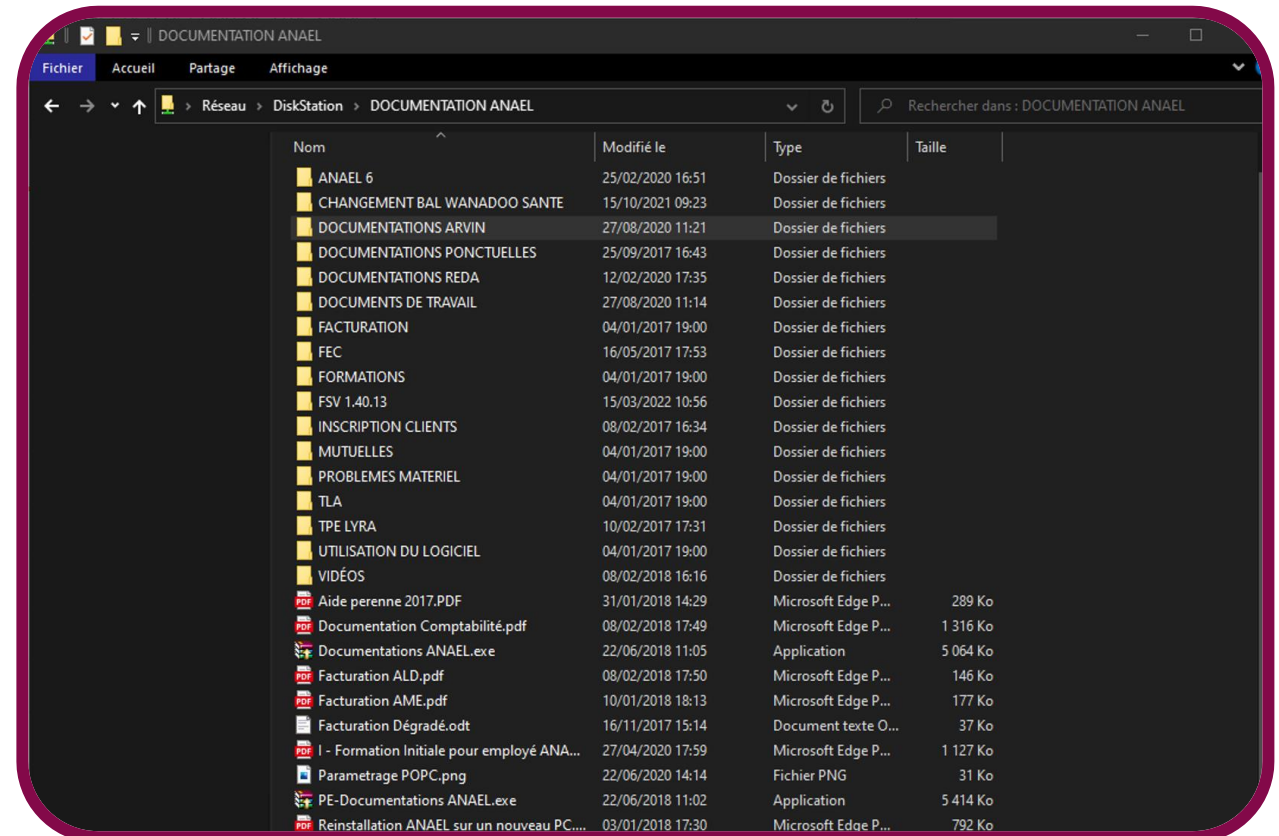 DOCUMENTATION ANAEL
Fichier Accueil Partage Affichage
Réseau > DiskStation > DOCUMENTATION ANAEL Rechercher dans : DOCUMENTATION ANAEL
Nom Modifié le Type Taille
ANAEL 6 25/02/2020 16:51 Dossier de fichiers
CHANGEMENT BAL WANADOO SANTE 15/10/2021 09:23 Dossier de fichiers
DOCUMENTATIONS ARVIN 27/08/2020 11:21 Dossier de fichiers
DOCUMENTATIONS PONCTUELLES 25/09/2017 16:43 Dossier de fichiers
DOCUMENTATIONS REDA 12/02/2020 17:35 Dossier de fichiers
DOCUMENTS DE TRAVAIL 27/08/2020 11:14 Dossier de fichiers
FACTURATION 04/01/2017 19:00 Dossier de fichiers
FEC 16/05/2017 17:53 Dossier de fichiers
FORMATIONS 04/01/2017 19:00 Dossier de fichiers
FSV 1.40.13 15/03/2022 10:56 Dossier de fichiers
INSCRIPTION CLIENTS 08/02/2017 16:34 Dossier de fichiers
MUTUELLES 04/01/2017 19:00 Dossier de fichiers
PROBLEMES MATERIEL 04/01/2017 19:00 Dossier de fichiers
TLA 04/01/2017 19:00 Dossier de fichiers
TPE LYRA 10/02/2017 17:31 Dossier de fichiers
UTILISATION DU LOGICIEL 04/01/2017 19:00 Dossier de fichiers
VIDÉOS 08/02/2018 16:16 Dossier de fichiers
PDF Aide perenne 2017.PDF 31/01/2018 14:29 Microsoft Edge P... 289 Ko
PDF Documentation Comptabilité.pdf 08/02/2018 17:49 Microsoft Edge P... 1 316 Ko
Documentations ANAEL.exe 22/06/2018 11:05 Application 5 064 Ko
PDF Facturation ALD.pdf 08/02/2018 17:50 Microsoft Edge P... 146 Ko
PDF Facturation AME.pdf 10/01/2018 18:13 Microsoft Edge P... 177 Ko
Facturation Dégradé.odt 16/11/2017 15:14 Document texte O... 37 Ko
PDF I - Formation Initiale pour employé ANA... 27/04/2020 17:59 Microsoft Edge P... 1 127 Ko
Parametrage POPC.png 22/06/2020 14:14 Fichier PNG 31 Ko
PE-Documentations ANAEL.exe 22/06/2018 11:02 Application 5 414 Ko
PDF Reinstallation ANAEL sur un nouveau PC.... 03/01/2018 17:30 Microsoft Edge P... 792 Ko